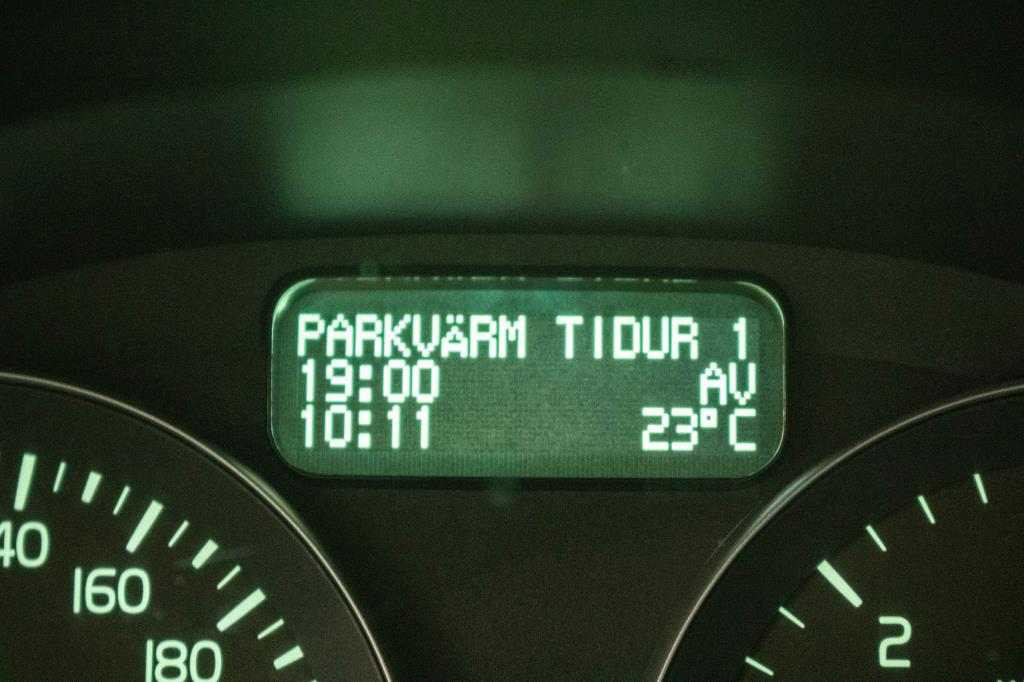 PARKVÄRM TIDUR 1
19:00 AV
10:11 23°C
40
160
180
2